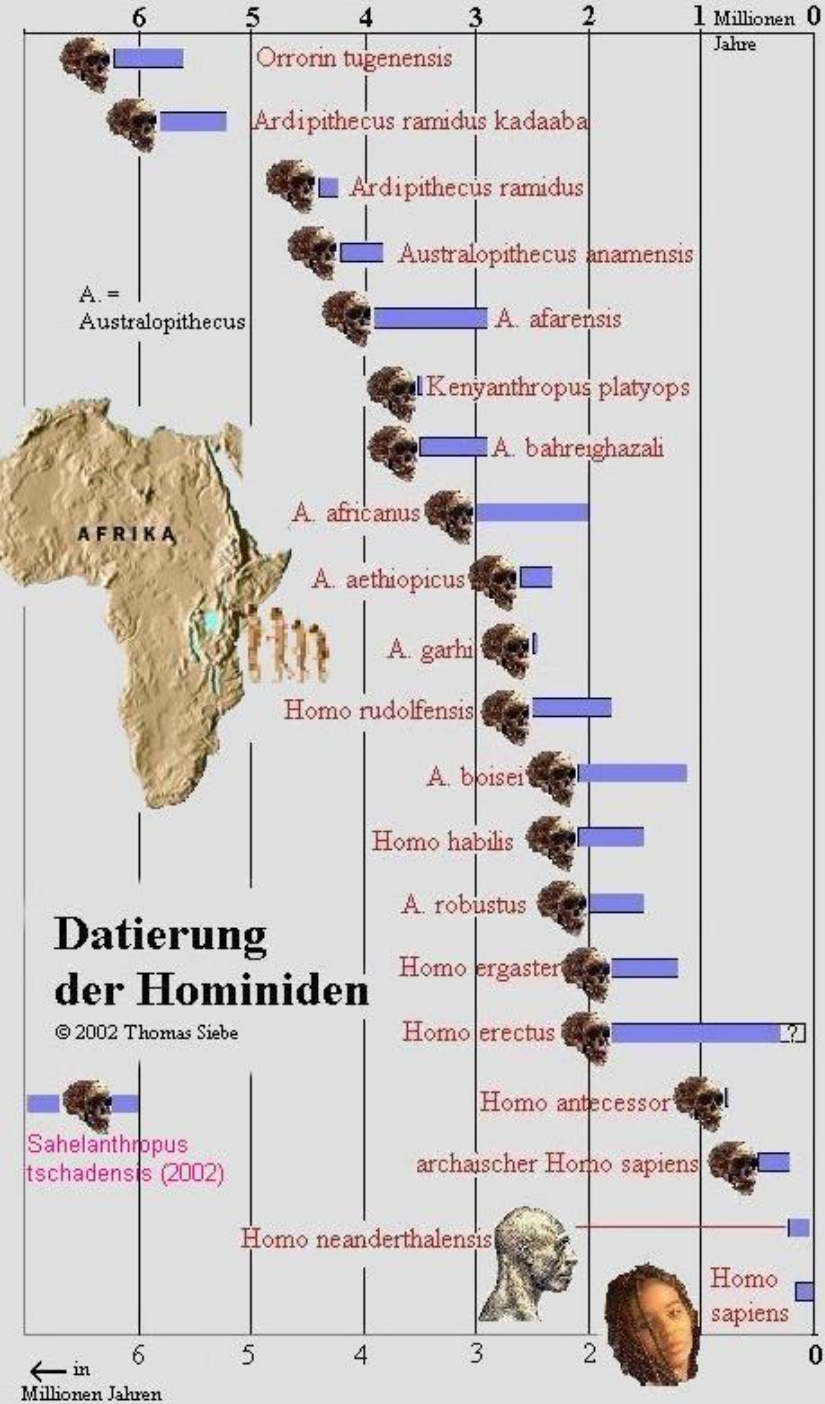 6 5 4 3 2 1 Millionen 0
Jahre
Orrorin tugenensis
Ardipithecus ramidus kadaaba
Ardipithecus ramidus
Australopithecus anamensis
A. =
Australopithecus
A. afarensis
Kenyanthropus platyops
A. bahreighazali
A. africanus
AFRIKA
A. aethiopicus
A. garhi
Homo rudolfensis
A. boisei
Homo habilis
A. robustus
Datierung
der Hominiden
© 2002 Thomas Siebe
Homo ergaster
Homo erectus ?
Homo antecessor
Sahelanthropus
tschadensis (2002)
archaischer Homo sapiens
Homo neanderthalensis
Homo
sapiens
6 5 4 3 2 0
← in
Millionen Jahren